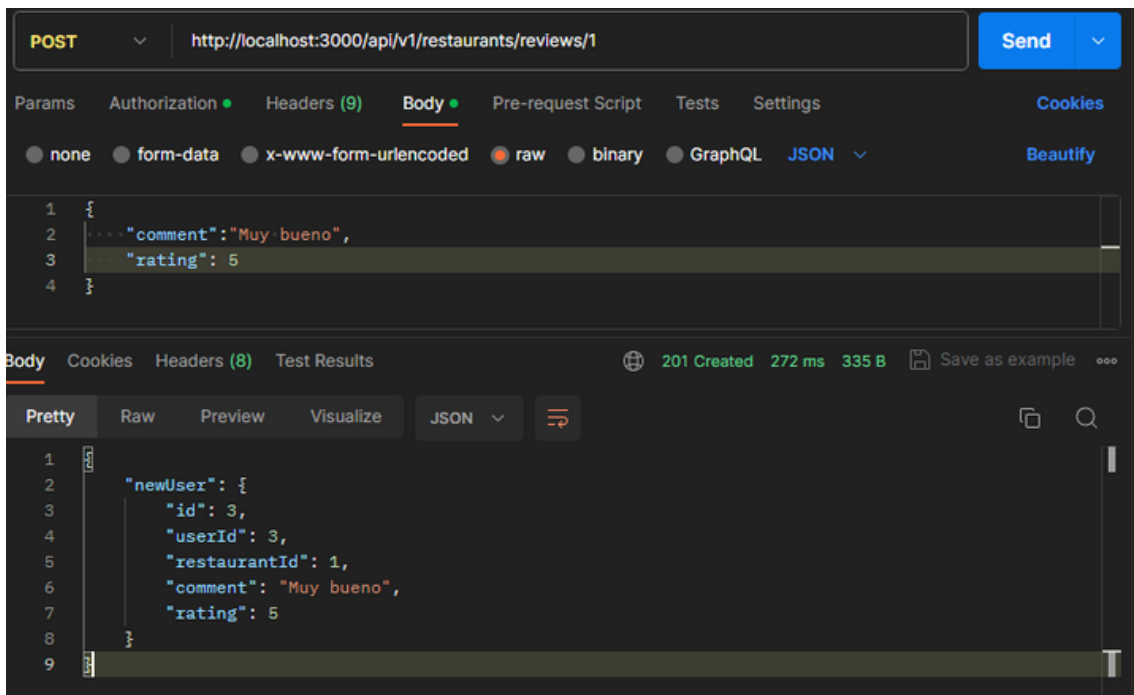 POST http://localhost:3000/api/v1/restaurants/reviews/1 Send
Params Authorization Headers (9) Body Pre-request Script Tests Settings Cookies
none form-data x-www-form-urlencoded raw binary GraphQL JSON Beautify
1 {
2 "comment":"Muy bueno",
3 "rating": 5
4 }
Body Cookies Headers (8) Test Results 201 Created 272 ms 335 B Save as example
Pretty Raw Preview Visualize JSON
1 {
2 "newUser": {
3 "id": 3,
4 "userId": 3,
5 "restaurantId": 1,
6 "comment": "Muy bueno",
7 "rating": 5
8 }
9 }